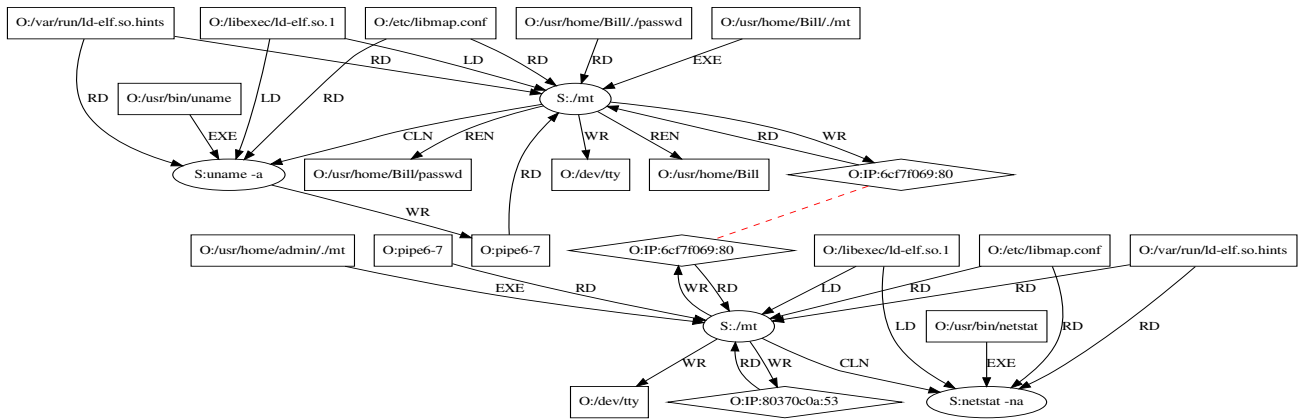 O:/var/run/ld-elf.so.hints
O:/libexec/ld-elf.so.1
O:/etc/libmap.conf
O:/usr/home/Bill/./passwd
O:/usr/home/Bill/./mt
RD
LD
RD
RD
EXE
RD
O:/usr/bin/uname
LD
RD
S:./mt
EXE
CLN
REN
WR
REN
RD
WR
S:uname -a
O:/usr/home/Bill/passwd
RD
O:/dev/tty
O:/usr/home/Bill
O:IP:6cf7f069:80
WR
O:/usr/home/admin/./mt
O:pipe6-7
O:pipe6-7
O:IP:6cf7f069:80
O:/libexec/ld-elf.so.1
O:/etc/libmap.conf
O:/var/run/ld-elf.so.hints
EXE
RD
WR
RD
LD
RD
RD
S:./mt
LD
O:/usr/bin/netstat
RD
RD
WR
RD
WR
CLN
EXE
O:/dev/tty
O:IP:80370c0a:53
S:netstat -na